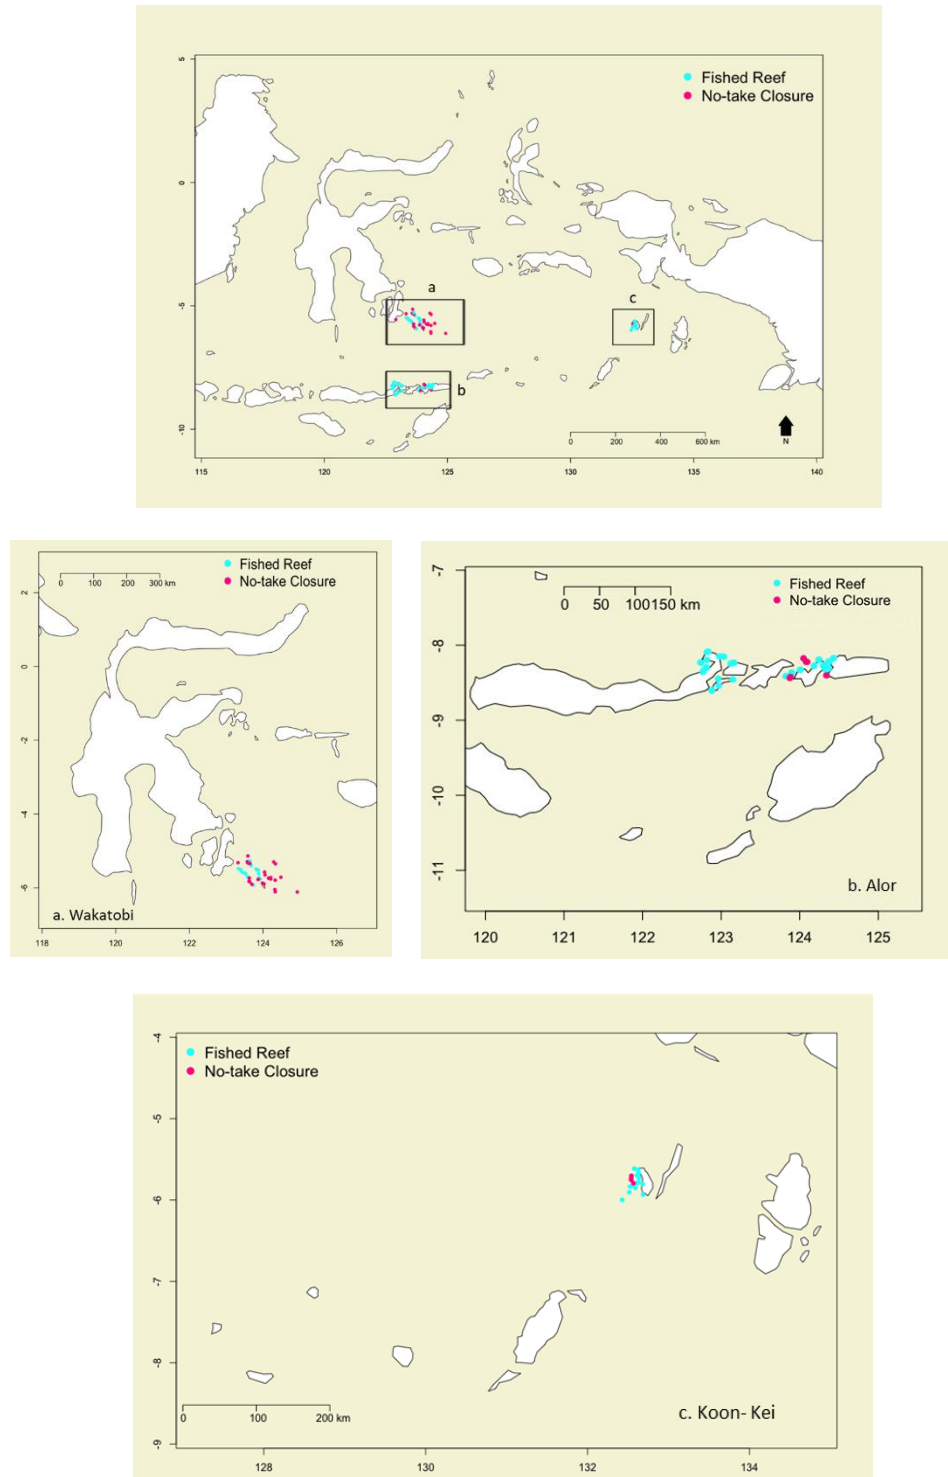 Fished Reef
No-take Closure
5
0
-5
-10
a
b
c
0 200 400 600 km
N
115 120 125 130 135 140
Fished Reef
No-take Closure
0 100 200 300 km
2
0
-2
-4
-6
a. Wakatobi
118 120 122 124 126
Fished Reef
No-take Closure
0 50 100 150 km
-7
-8
-9
-10
-11
b. Alor
120 121 122 123 124 125
Fished Reef
No-take Closure
-4
-5
-6
-7
-8
-9
0 100 200 km
c. Koon- Kei
128 130 132 134